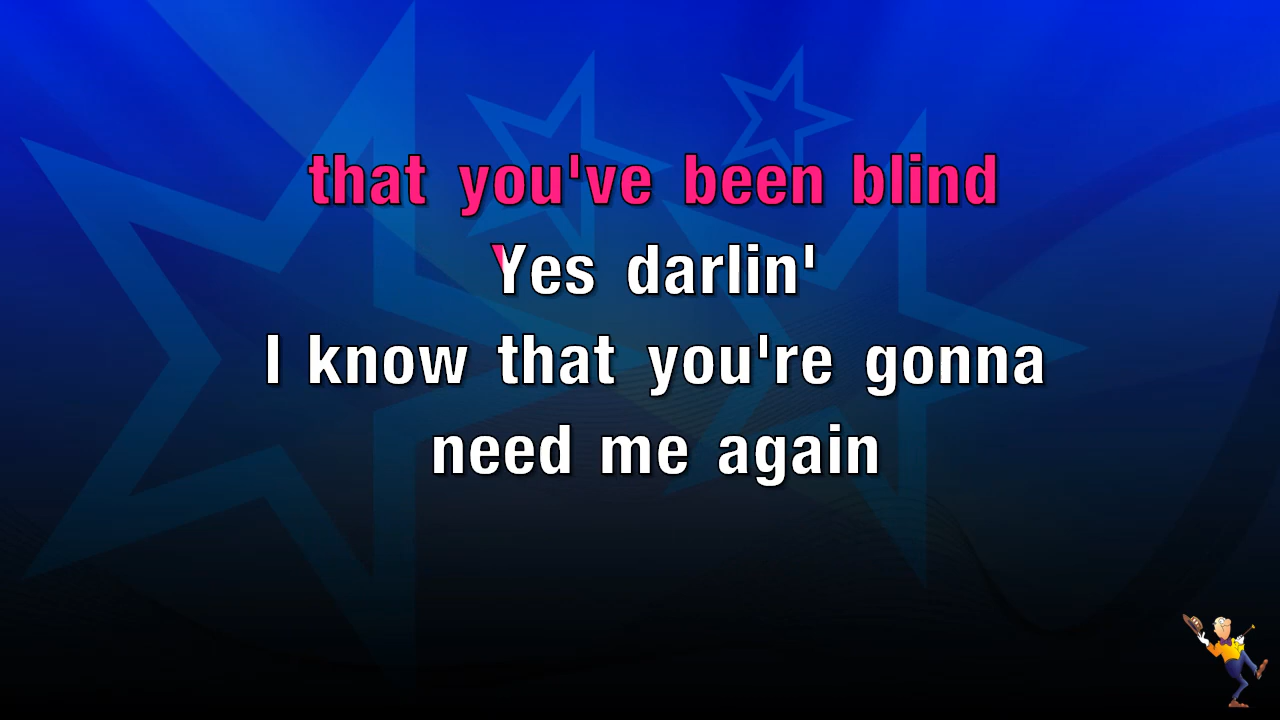 that you've been blind
Yes darlin'
I know that you're gonna
need me again